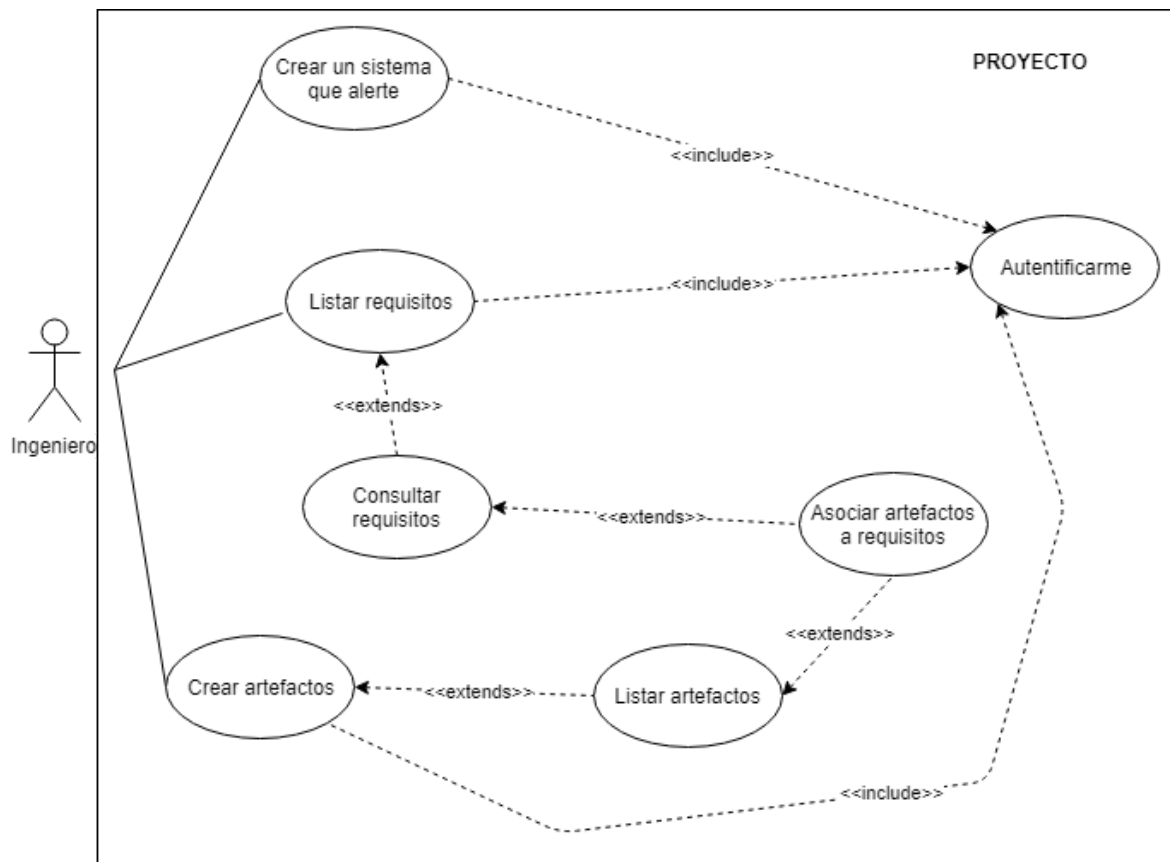 Crear un sistema
que alerte
PROYECTO
<<include>>
Autentificarme
Listar requisitos
<<include>>
Ingeniero
<<extends>>
Consultar
requisitos
<<extends>>
Asociar artefactos
a requisitos
<<extends>>
Crear artefactos
<<extends>>
Listar artefactos
<<include>>